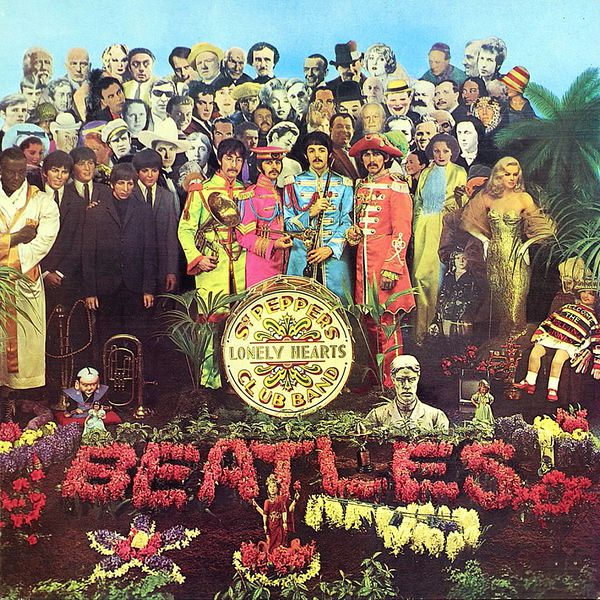 SGT. PEPPERS
LONELY HEARTS
CLUB BAND
BEATLES